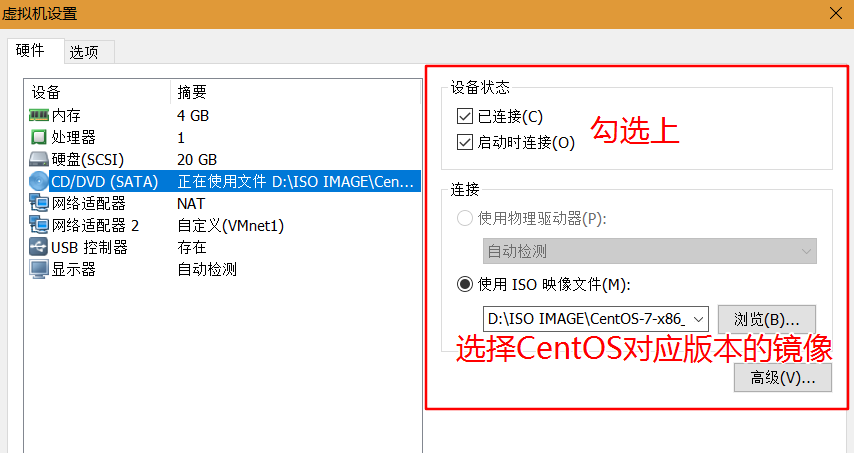 虚拟机设置
硬件 选项
设备 摘要
内存 4 GB
处理器 1
硬盘(SCSI) 20 GB
CD/DVD (SATA) 正在使用文件 D:\ISO IMAGE\Cen...
网络适配器 NAT
网络适配器 2 自定义(VMnet1)
USB 控制器 存在
显示器 自动检测
设备状态
已连接(C)
启动时连接(O)
勾选上
连接
使用物理驱动器(P):
自动检测
使用 ISO 映像文件(M):
D:\ISO IMAGE\CentOS-7-x86_ 浏览(B)...
选择CentOS对应版本的镜像
高级(V)...